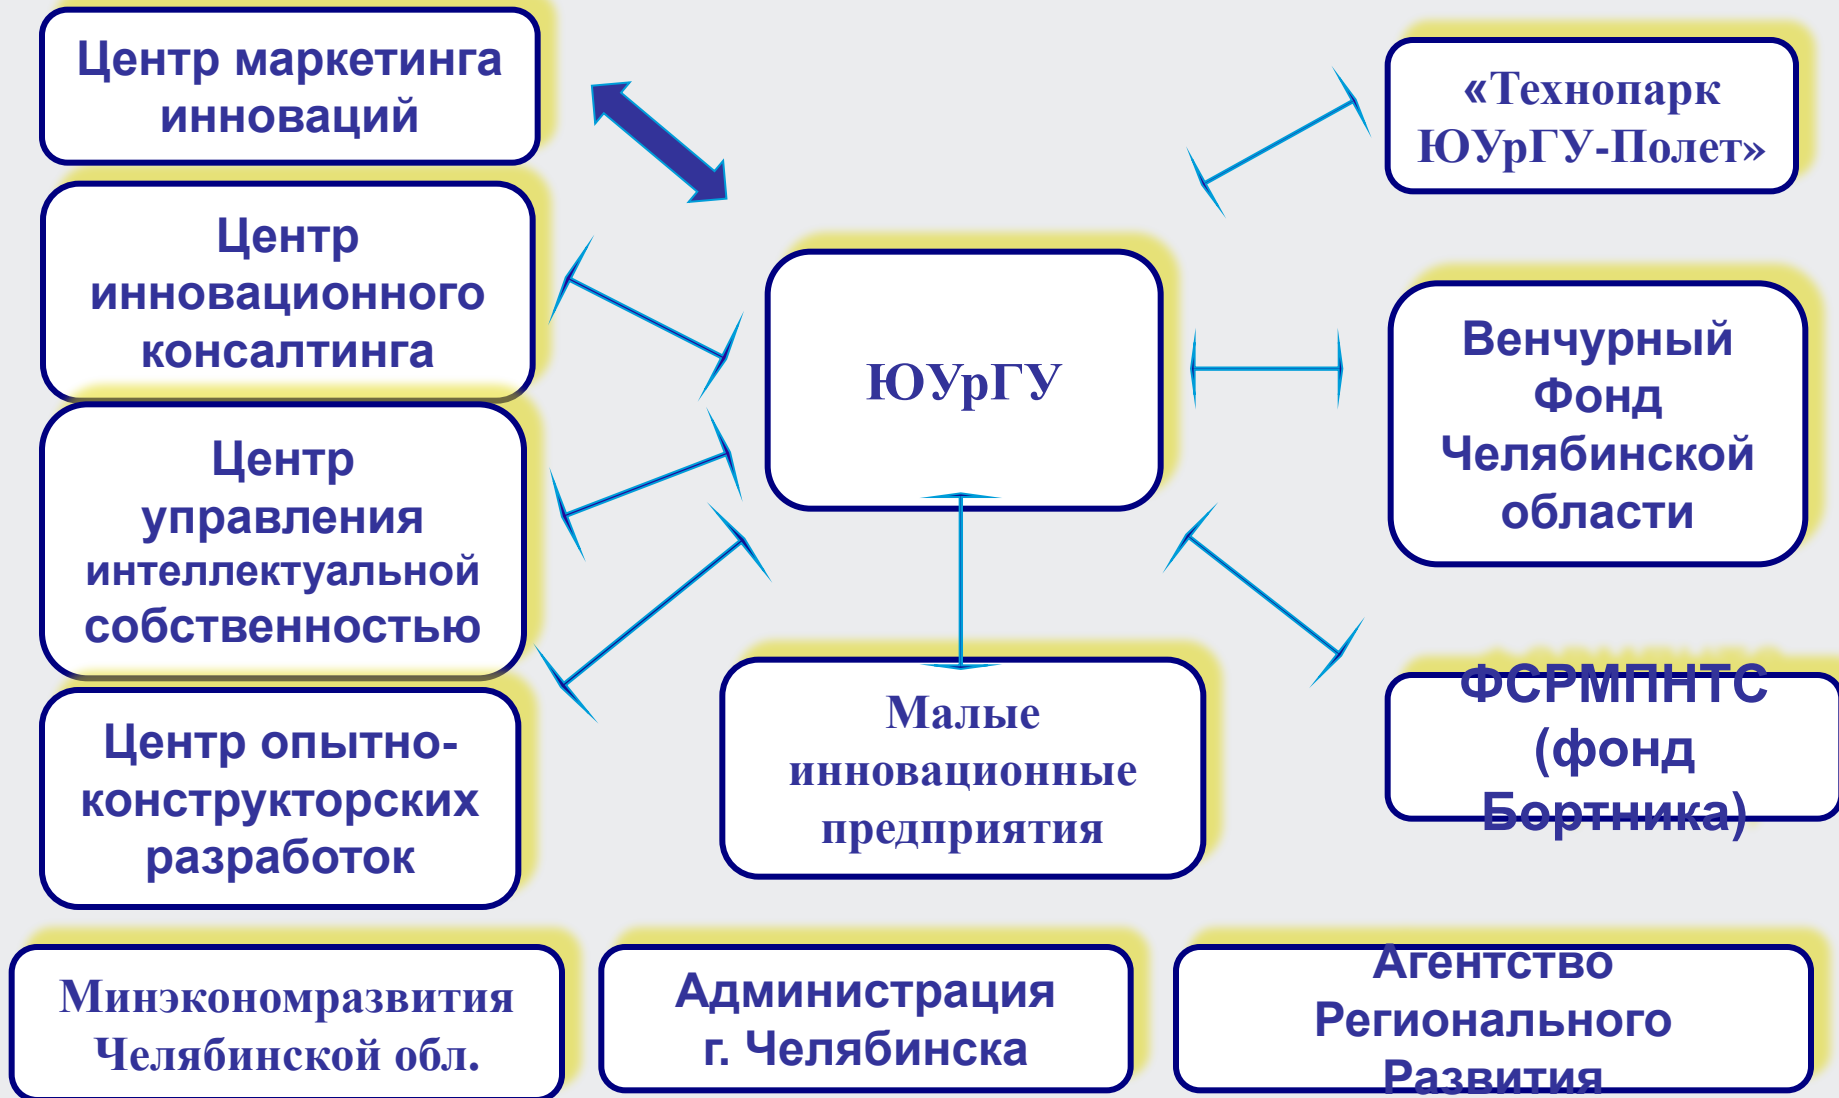 Центр маркетинга
инноваций
Центр
инновационного
консалтинга
Центр
управления
интеллектуальной
собственностью
Центр опытно-
конструкторских
разработок
ЮУрГУ
Малые
инновационные
предприятия
«Технопарк
ЮУрГУ-Полет»
Венчурный
Фонд
Челябинской
области
ФСРМПНТС
(фонд
Бортника)
Минэкономразвития
Челябинской обл.
Администрация
г. Челябинска
Агентство
Регионального
Развития